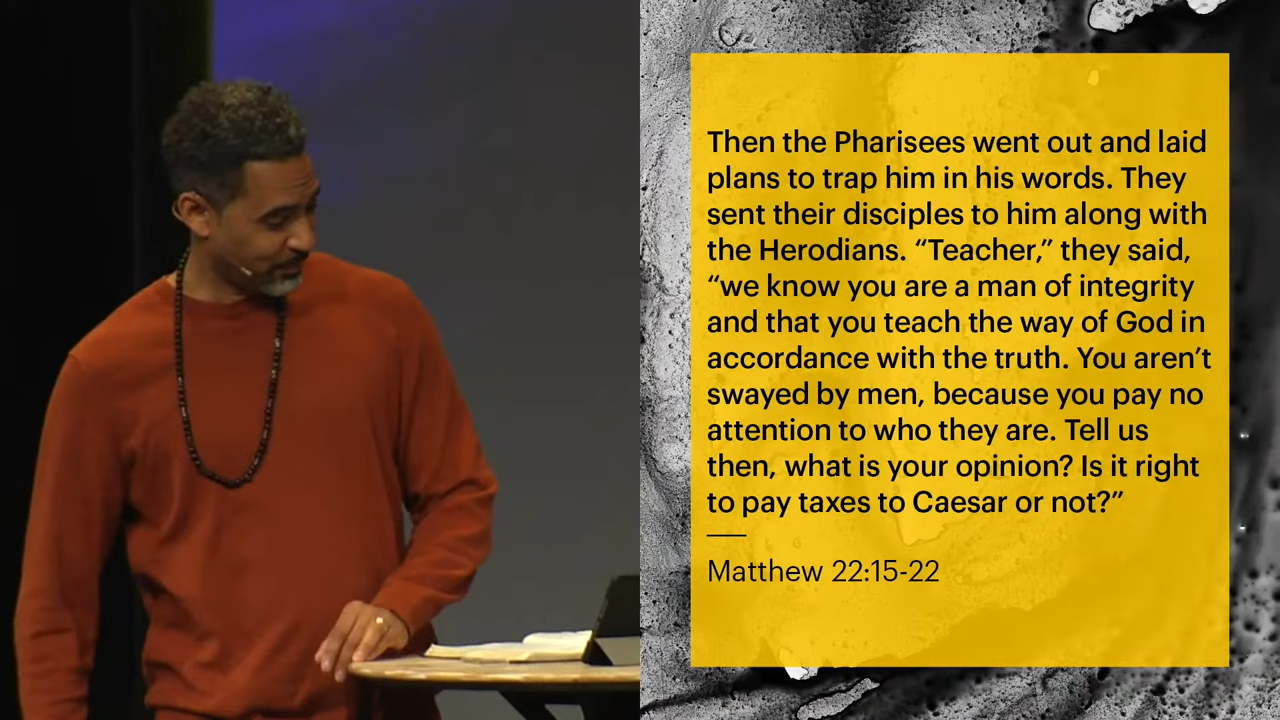 Then the Pharisees went out and laid
plans to trap him in his words. They
sent their disciples to him along with
the Herodians. “Teacher,” they said,
“we know you are a man of integrity
and that you teach the way of God in
accordance with the truth. You aren’t
swayed by men, because you pay no
attention to who they are. Tell us
then, what is your opinion? Is it right
to pay taxes to Caesar or not?”
Matthew 22:15-22